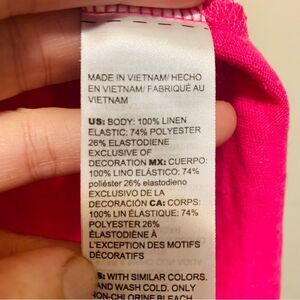 MADE IN VIETNAM/ HECHO
EN VIETNAM/ FABRIQUÉ AU
VIETNAM
US: BODY: 100% LINEN
ELASTIC: 74% POLYESTER
26% ELASTODIENE
EXCLUSIVE OF
DECORATION MX: CUERPO:
100% LINO ELÁSTICO: 74%
poliéster 26% elastodieno
EXCLUSIVO DE LA
DECORACIÓN CA: CORPS:
100% LIN ÉLASTIQUE: 74%
POLYESTER 26%
ÉLASTODIÈNE À
L'EXCEPTION DES MOTIFS
DÉCORATIFS
WITH SIMILAR COLORS.
HAND WASH COLD. ONLY
NON-CHLORINE BLEACH